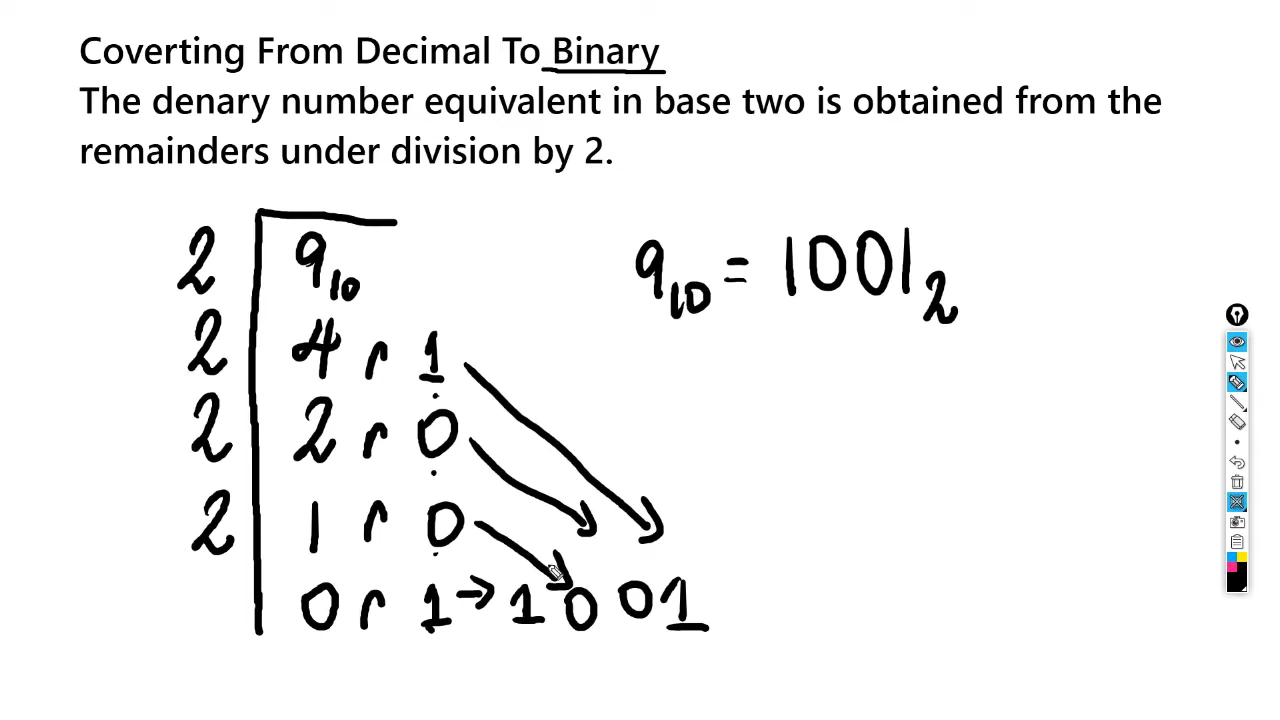 Coverting From Decimal To Binary
The denary number equivalent in base two is obtained from the
remainders under division by 2.
2 9₁₀
9₁₀ = 1001₂
2 4 r 1
2 2 r 0
2 1 r 0
0 r 1 → 1 0 0 1